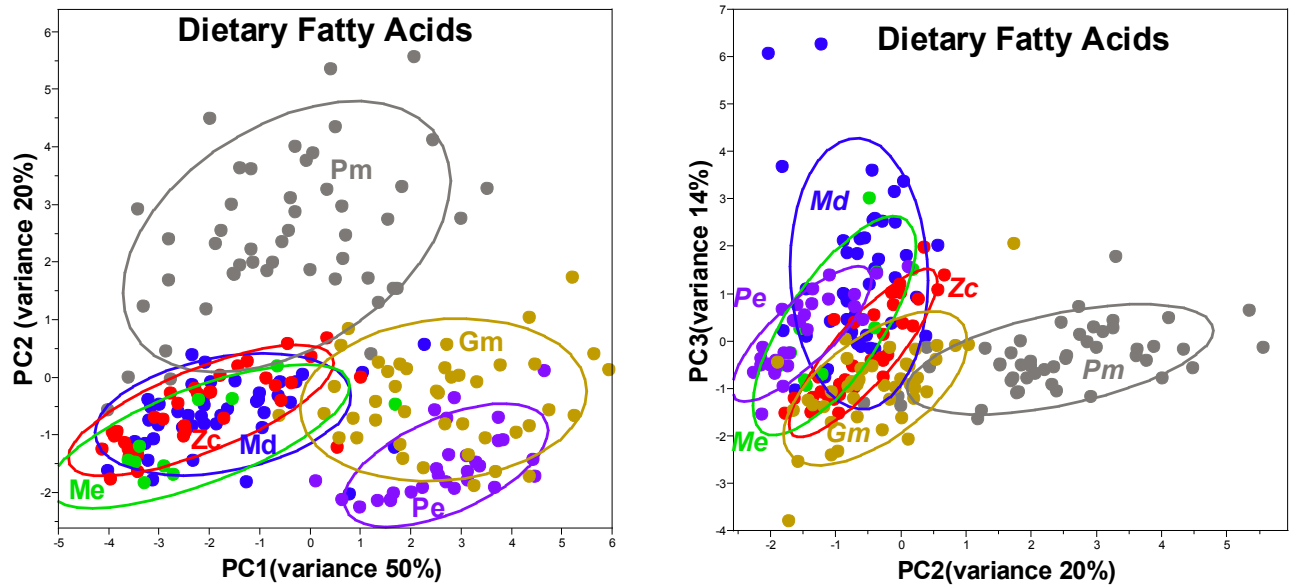 Dietary Fatty Acids
PC2 (variance 20%)
6
5
4
3
2
1
0
-1
-2
Pm
Gm
Zc
Md
Me
Pe
-5
-4
-3
-2
-1
0
1
2
3
4
5
6
PC1(variance 50%)
Dietary Fatty Acids
PC3(variance 14%)
7
6
5
4
3
2
1
0
-1
-2
-3
-4
Md
Pe
Zc
Pm
Me
Gm
-2
-1
0
1
2
3
4
5
PC2(variance 20%)